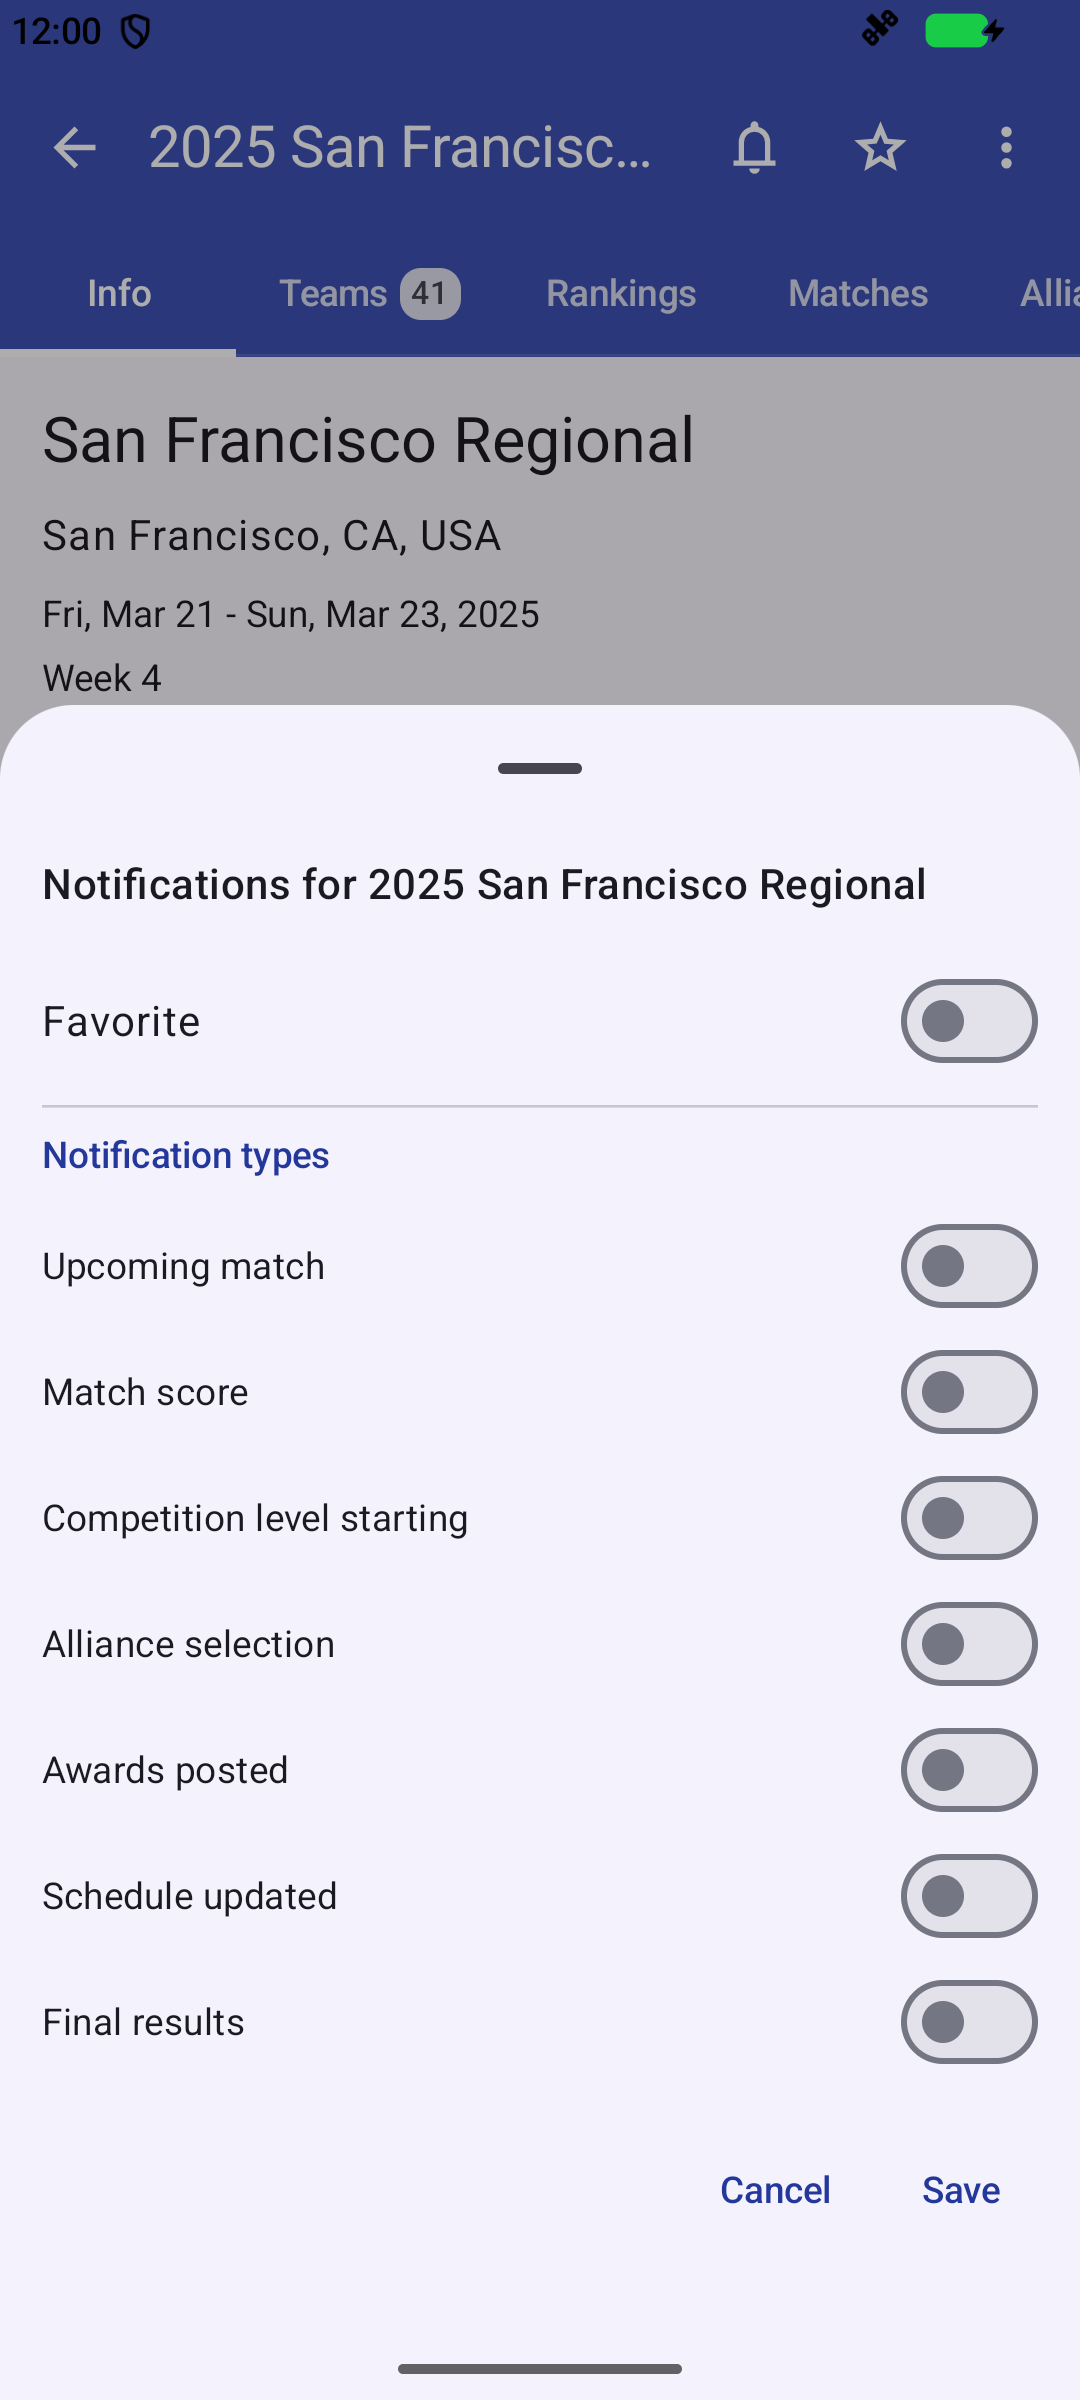 12:00
2025 San Francisc...
Info
Teams 41
Rankings
Matches
Allia
San Francisco Regional
San Francisco, CA, USA
Fri, Mar 21 - Sun, Mar 23, 2025
Week 4
Notifications for 2025 San Francisco Regional
Favorite
Notification types
Upcoming match
Match score
Competition level starting
Alliance selection
Awards posted
Schedule updated
Final results
Cancel
Save